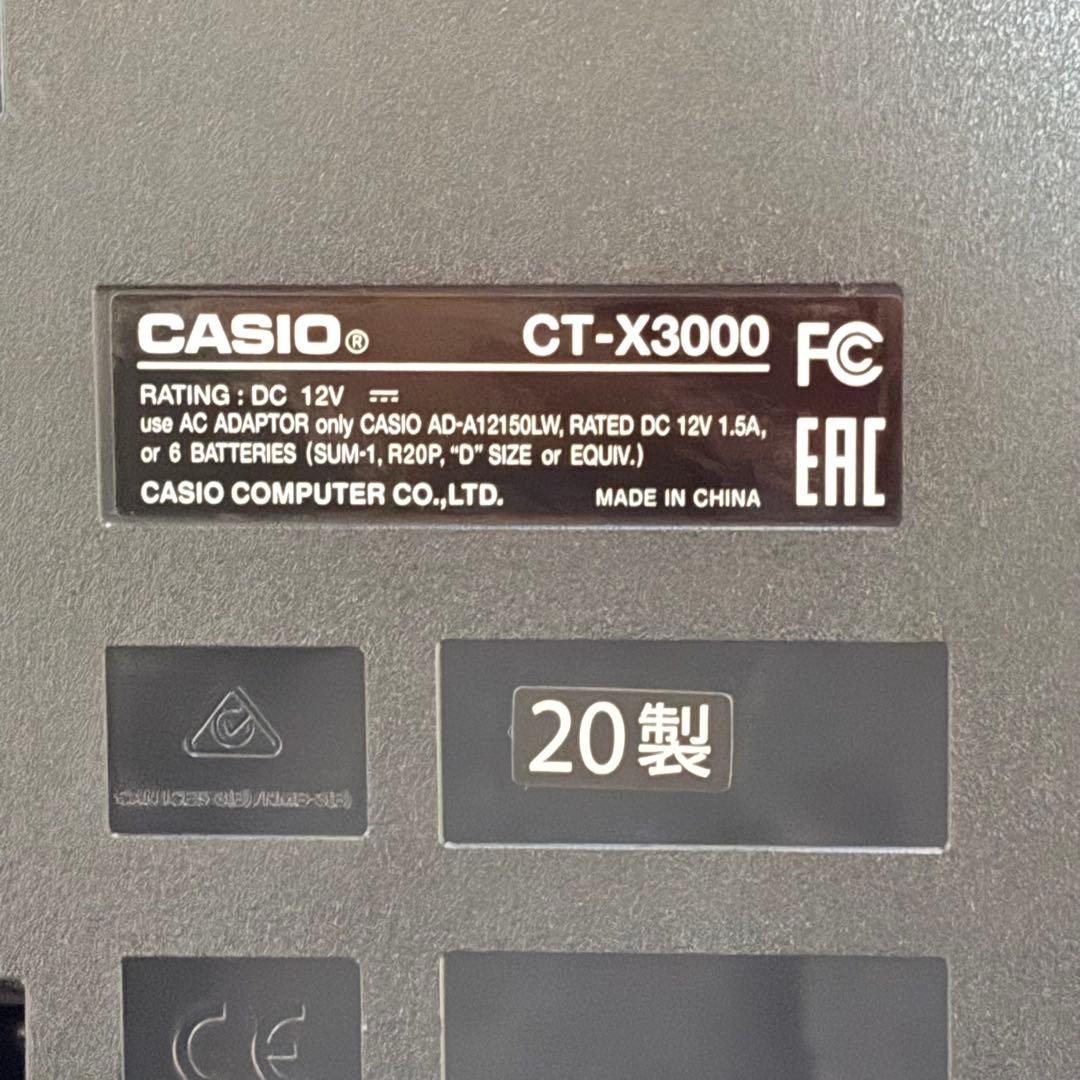 CASIO® CT-X3000 FC
RATING : DC 12V
use AC ADAPTOR only CASIO AD-A12150LW, RATED DC 12V 1.5A,
or 6 BATTERIES (SUM-1, R20P, “D” SIZE or EQUIV.)
EAC
CASIO COMPUTER CO.,LTD. MADE IN CHINA
20製
CE